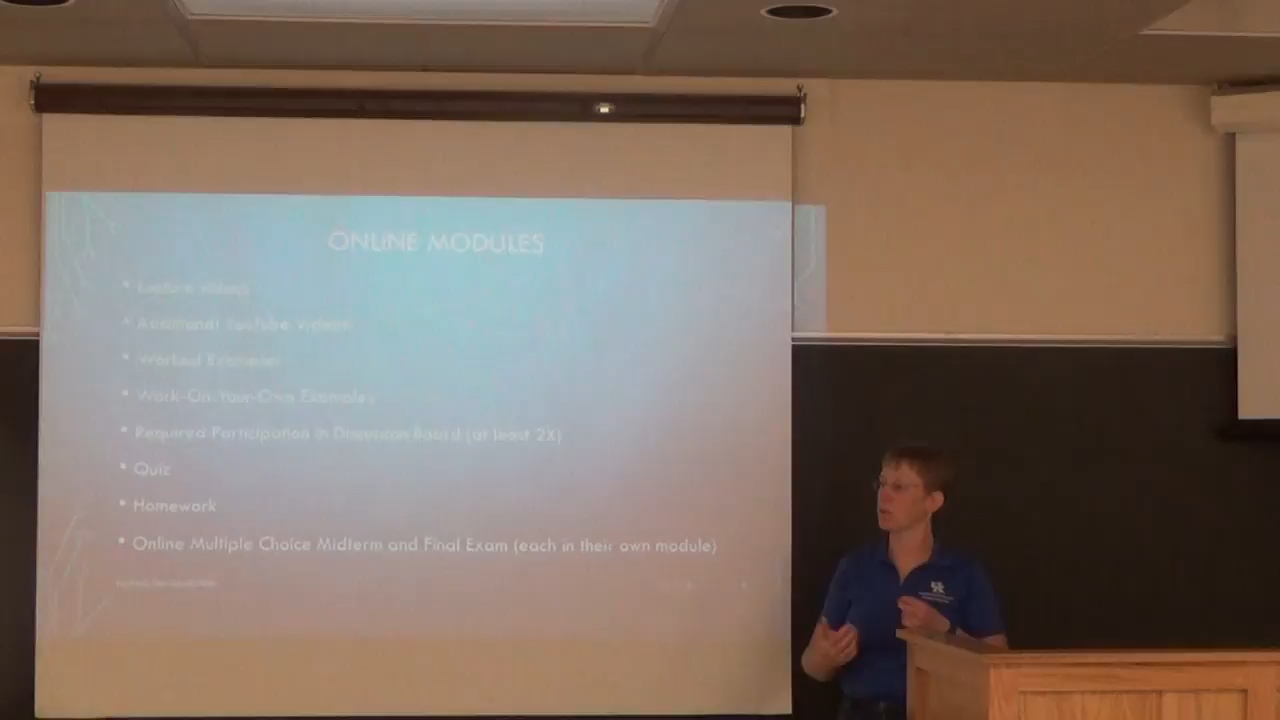 ONLINE MODULES
• Lecture Videos
• Additional YouTube Videos
• Worked Examples
• Work-On-Your-Own Examples
• Required Participation in Discussion Board (at least 2X)
• Quiz
• Homework
• Online Multiple Choice Midterm and Final Exam (each in their own module)
UK